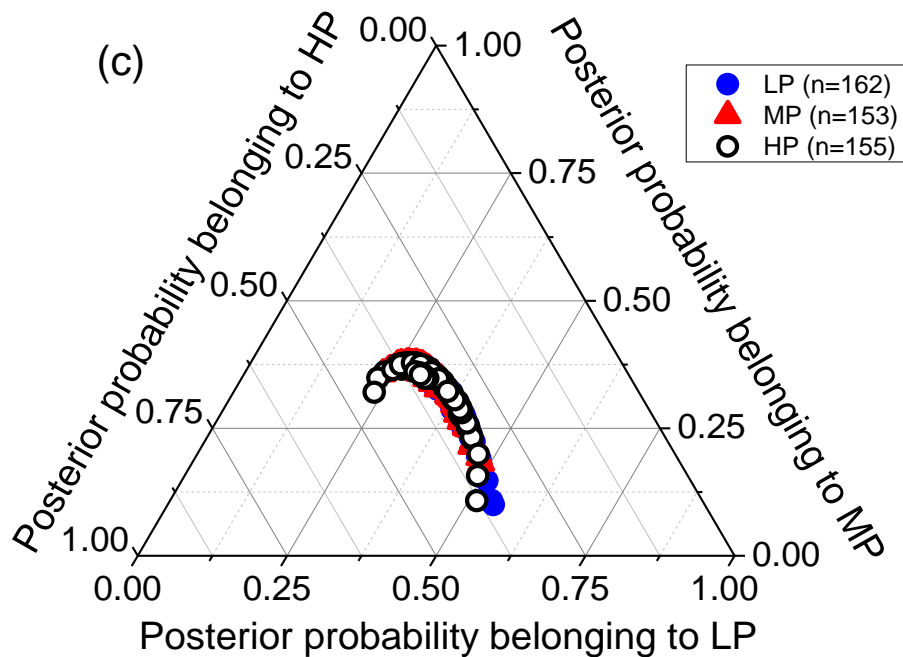 (c)
Posterior probability belonging to HP
0.00
0.25
0.50
0.75
1.00
1.00
0.75
0.50
0.25
0.00
Posterior probability belonging to MP
LP (n=162)
MP (n=153)
HP (n=155)
0.00
0.25
0.50
0.75
1.00
Posterior probability belonging to LP